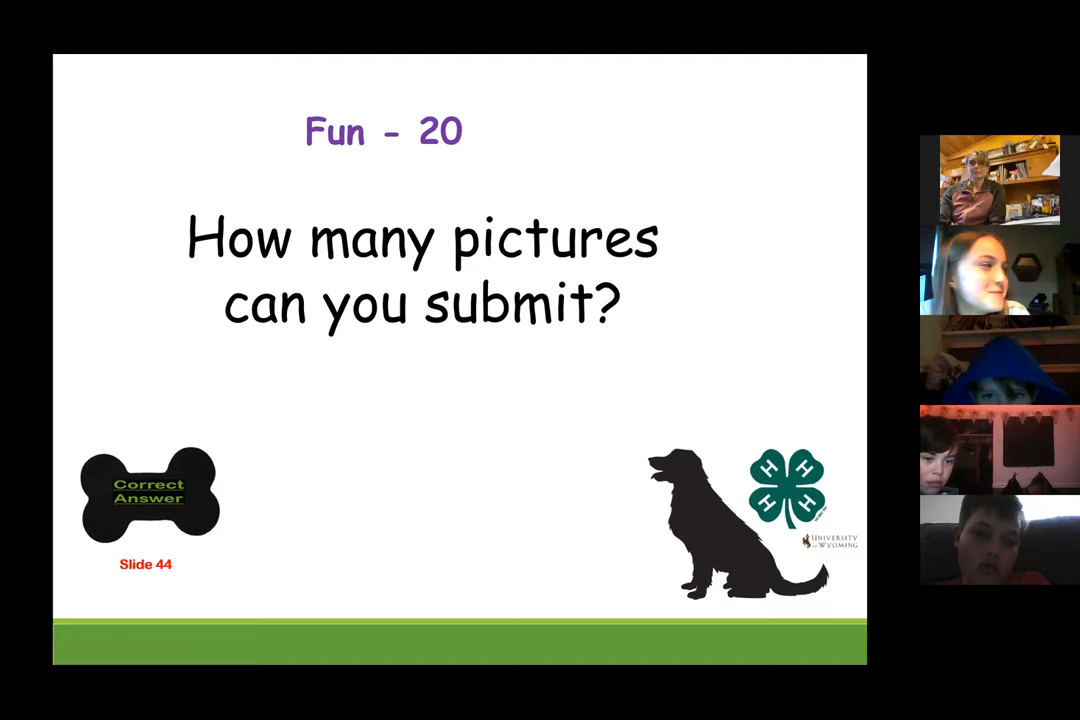 Fun - 20
How many pictures
can you submit?
Correct
Answer
Slide 44
H H
H H
UNIVERSITY
OF WYOMING